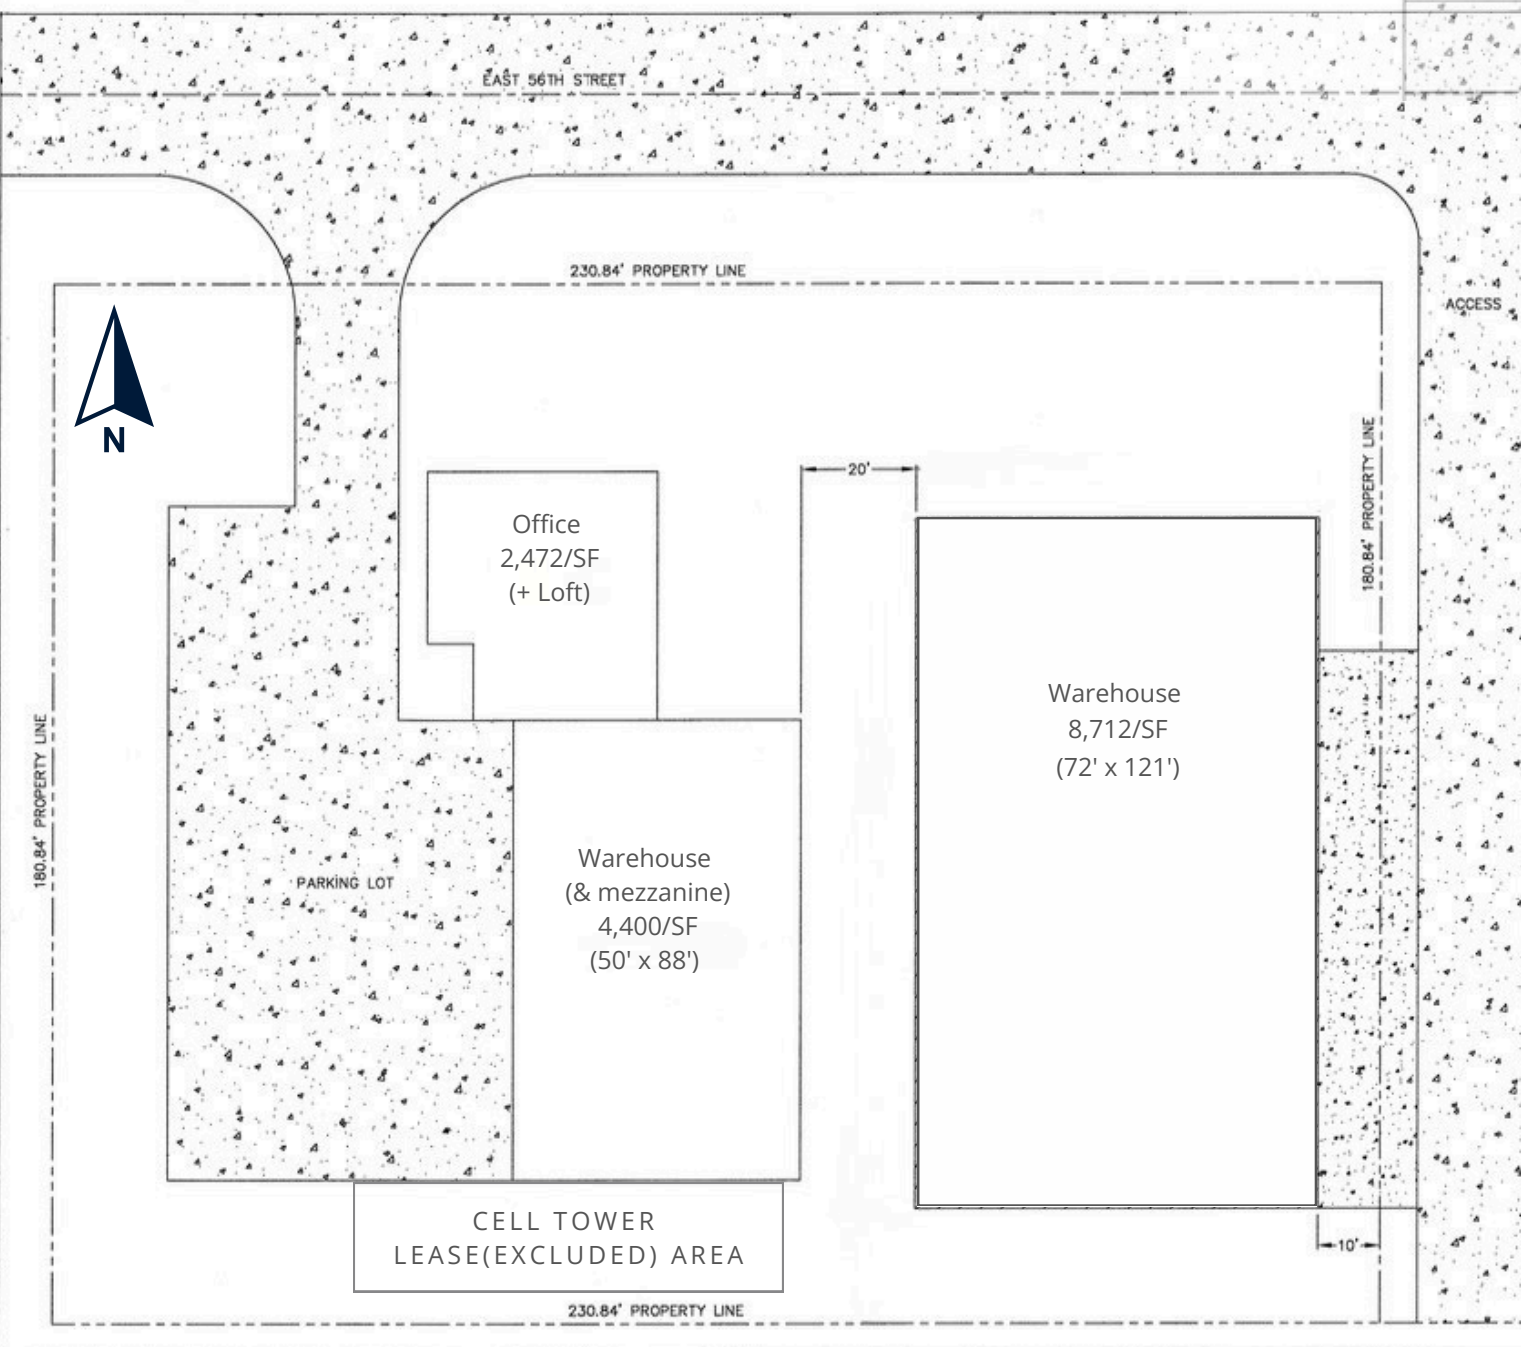 EAST 56TH STREET
230.84' PROPERTY LINE
ACCESS
N
180.84' PROPERTY LINE
20'
Office
2,472/SF
(+ Loft)
Warehouse
8,712/SF
(72' x 121')
180.84' PROPERTY LINE
PARKING LOT
Warehouse
(& mezzanine)
4,400/SF
(50' x 88')
CELL TOWER
LEASE(EXCLUDED) AREA
10'
230.84' PROPERTY LINE